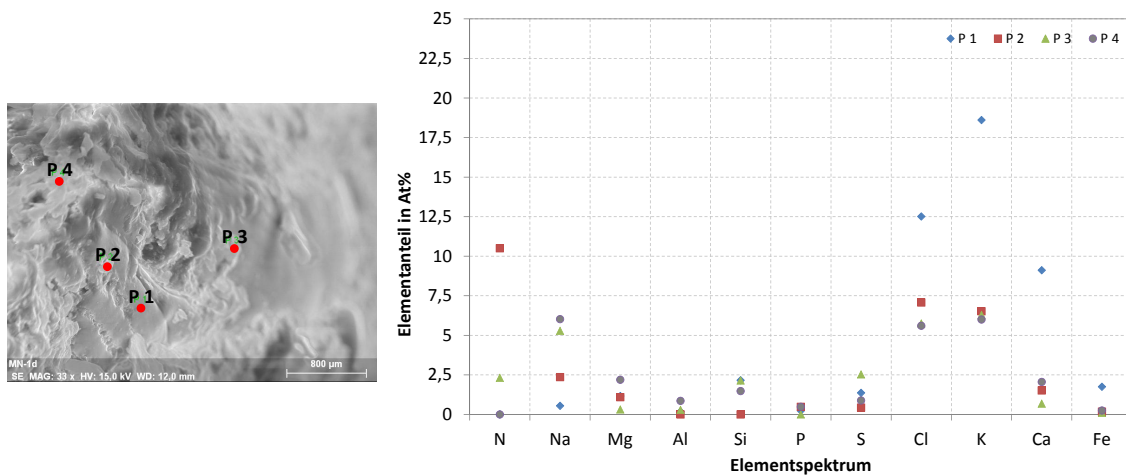 P 4
P 3
P 2
P 1
MN-1d
SE MAG: 33 x HV: 15,0 kV WD: 12,0 mm
800 µm
Elementanteil in At%
25
22,5
20
17,5
15
12,5
10
7,5
5
2,5
0
P 1 P 2 P 3 P 4
N Na Mg Al Si P S Cl K Ca Fe
Elementspektrum